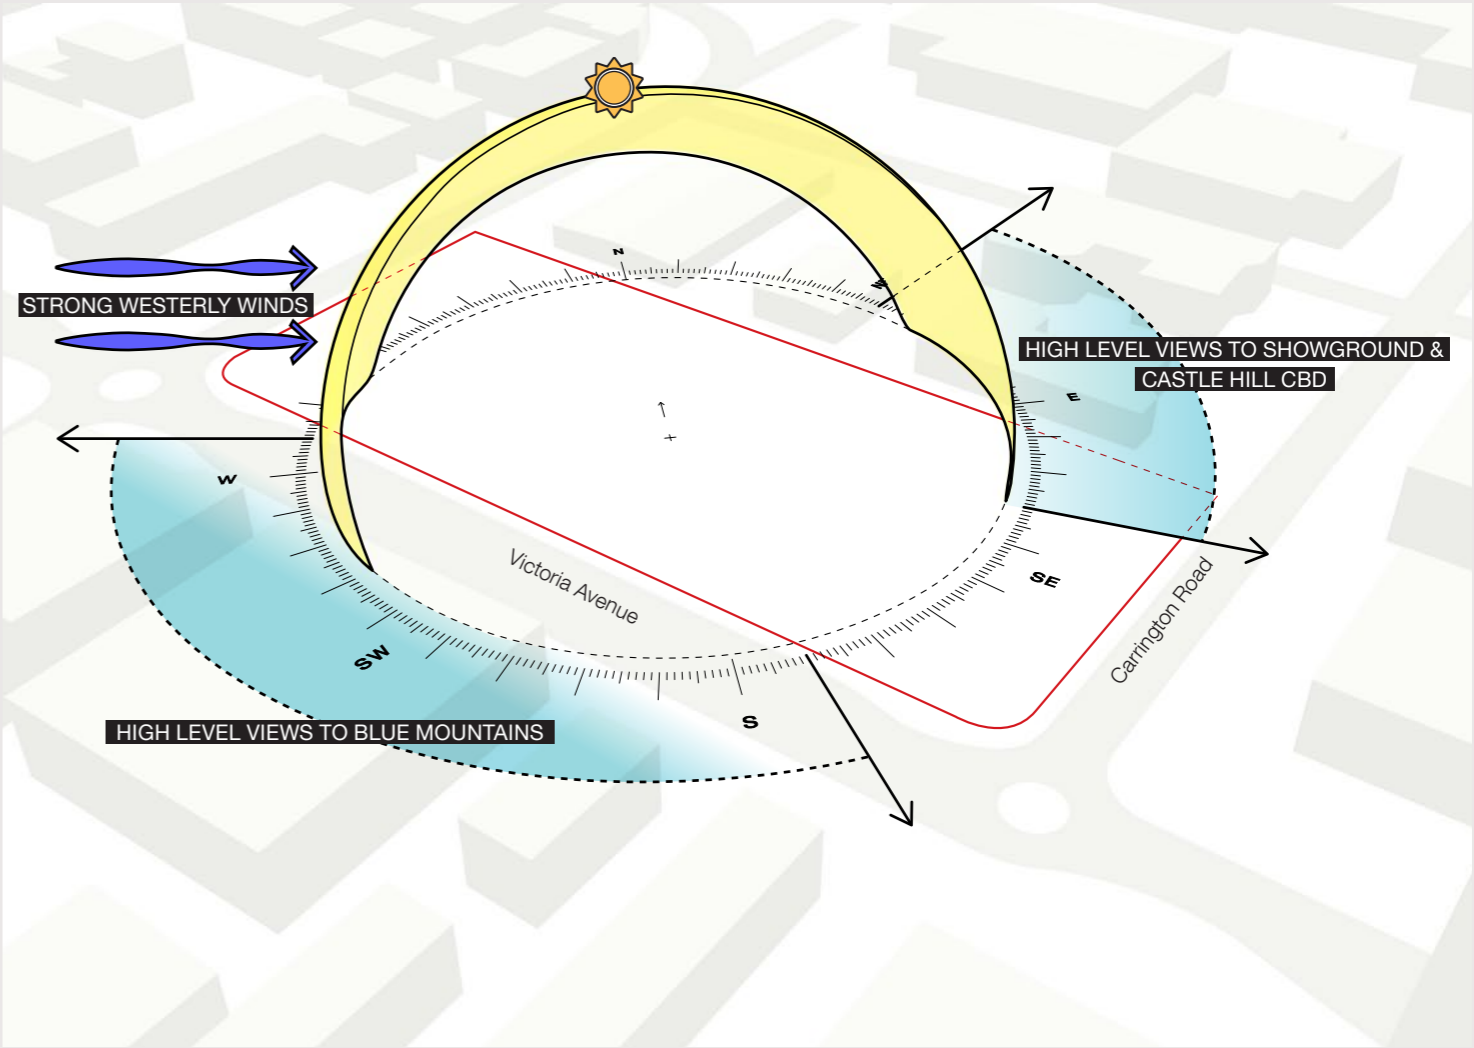 N
STRONG WESTERLY WINDS
HIGH LEVEL VIEWS TO SHOWGROUND &
CASTLE HILL CBD
E
W
Victoria Avenue
SE
Carrington Road
SW
S
HIGH LEVEL VIEWS TO BLUE MOUNTAINS